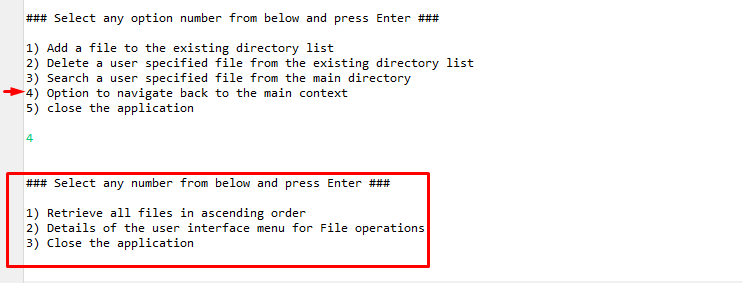 ### Select any option number from below and press Enter ###
1) Add a file to the existing directory list
2) Delete a user specified file from the existing directory list
3) Search a user specified file from the main directory
4) Option to navigate back to the main context
5) close the application
4
### Select any number from below and press Enter ###
1) Retrieve all files in ascending order
2) Details of the user interface menu for File operations
3) Close the application